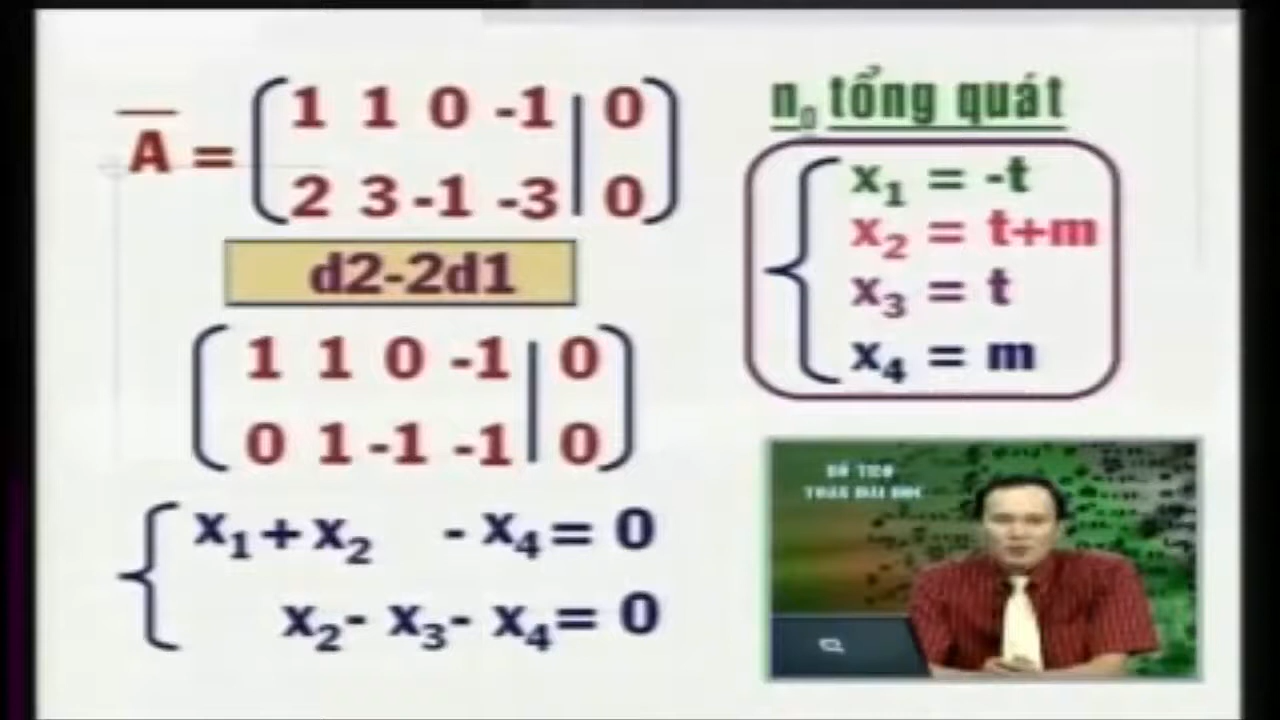 A = ( 1 1 0 -1 | 0 )
2 3 -1 -3 | 0
d2-2d1
1 1 0 -1 | 0
0 1 -1 -1 | 0
x₁ + x₂ - x₄ = 0
x₂ - x₃ - x₄ = 0
n₀ tổng quát
x₁ = -t
x₂ = t+m
x₃ = t
x₄ = m